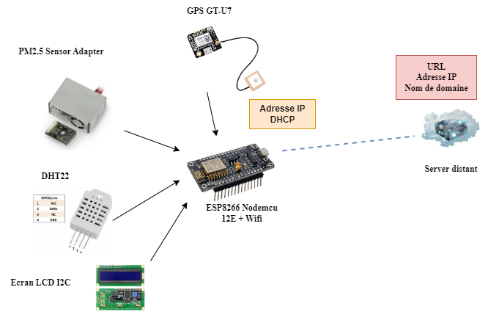 GPS GT-U7
PM2.5 Sensor Adapter
URL
Adresse IP
Nom de domaine
Adresse IP
DHCP
Server distant
DHT22
ESP8266 Nodemcu
12E + Wifi
Ecran LCD I2C